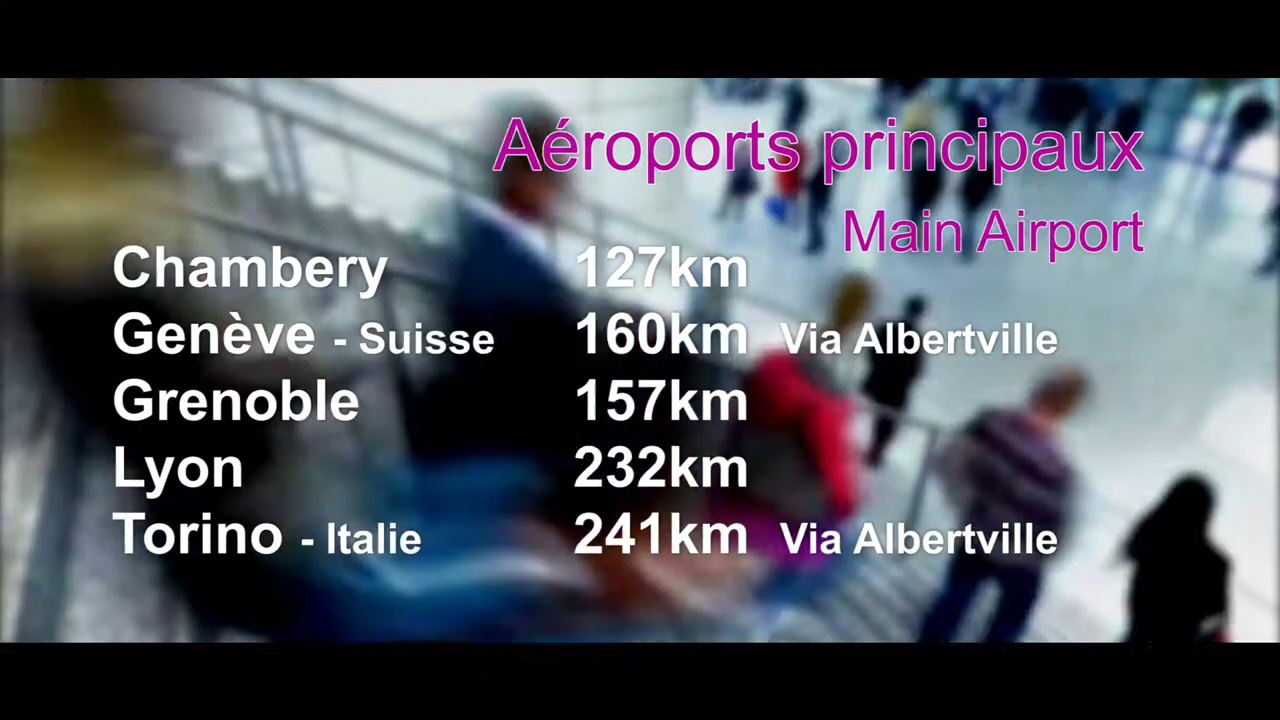 Aéroports principaux
Main Airport
Chambery 127km
Genève - Suisse 160km Via Albertville
Grenoble 157km
Lyon 232km
Torino - Italie 241km Via Albertville